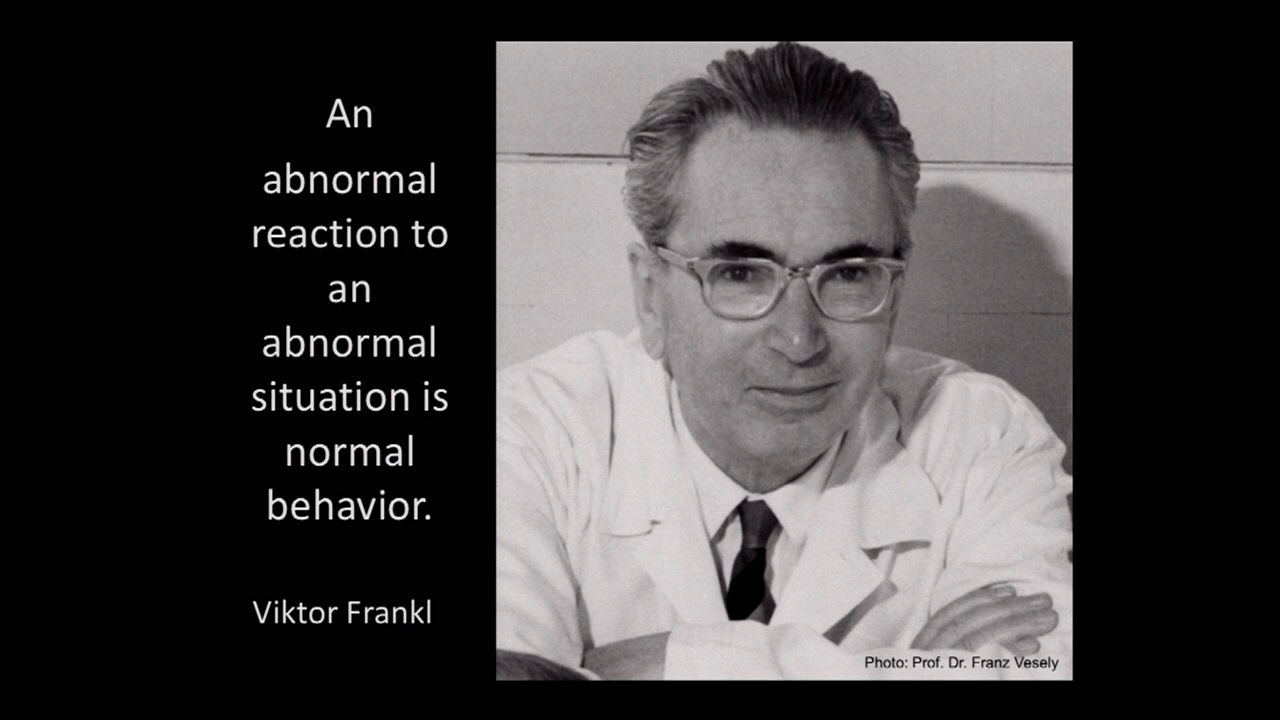 An
abnormal
reaction to
an
abnormal
situation is
normal
behavior.
Viktor Frankl
Photo: Prof. Dr. Franz Vesely